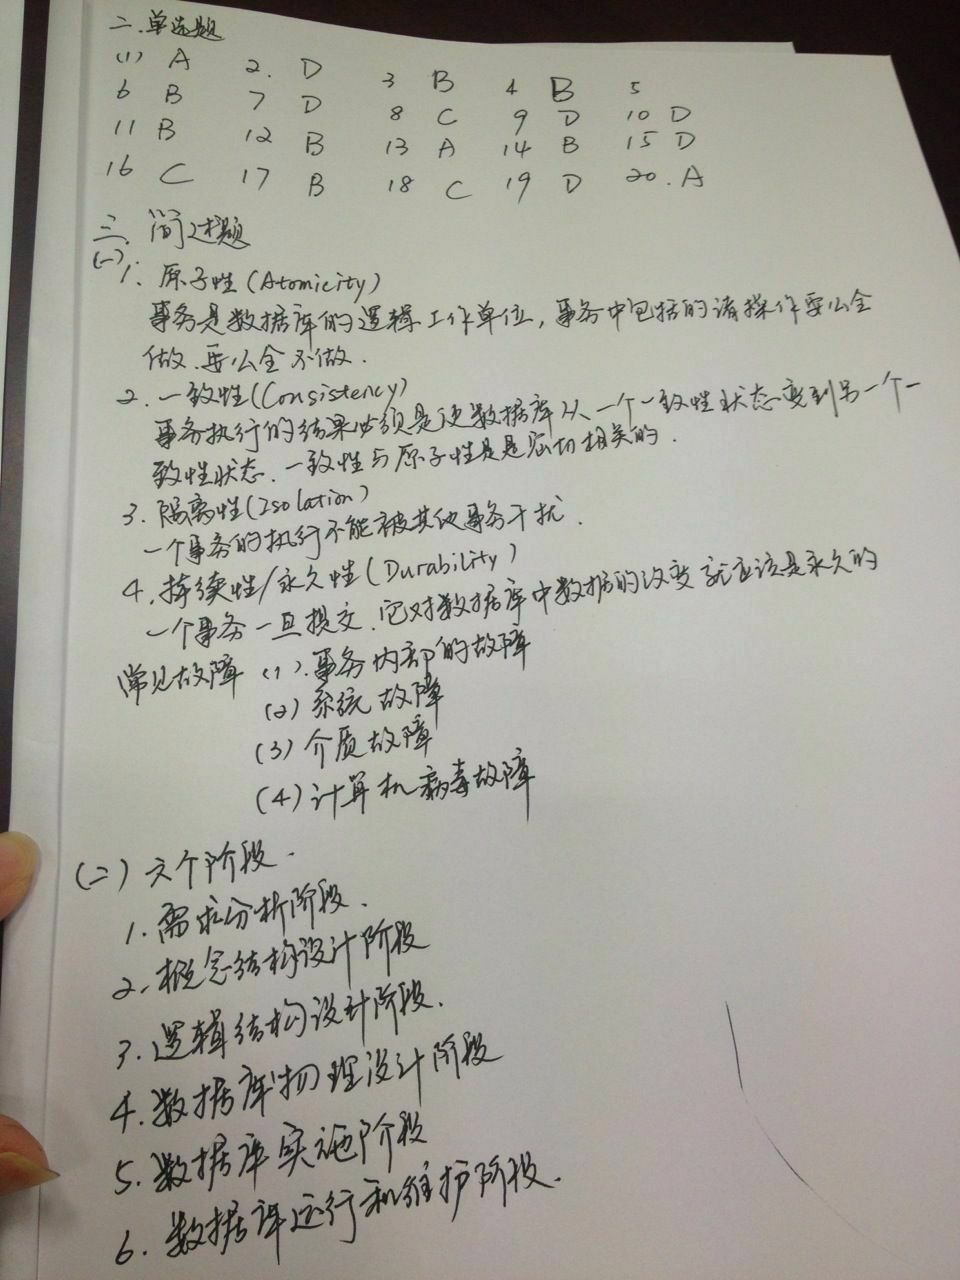 二.单选题
(1) A 2. D 3 B 4 B 5
6 B 7 D 8 C 9 D 10 D
11 B 12 B 13 A 14 B 15 D
16 C 17 B 18 C 19 D 20. A
三. 简述题
(一) 1. 原子性(Atomicity)
事务是数据库的逻辑工作单位,事务中包括的诸操作要么全
做.要么全不做.
2. 一致性(Consistency)
事务执行的结果必须是使数据库从一个一致性状态变到另一个一
致性状态.一致性与原子性是是密切相关的.
3. 隔离性(Isolation)
一个事务的执行不能被其他事务干扰.
4. 持续性/永久性(Durability)
一个事务一旦提交.它对数据库中数据的改变就应该是永久的
常见故障 (1).事务内部的故障
(2)系统故障
(3)介质故障
(4)计算机病毒故障
(二)六个阶段.
1.需求分析阶段.
2.概念结构设计阶段
3.逻辑结构设计阶段.
4.数据库物理设计阶段
5.数据库实施阶段
6.数据库运行和维护阶段.